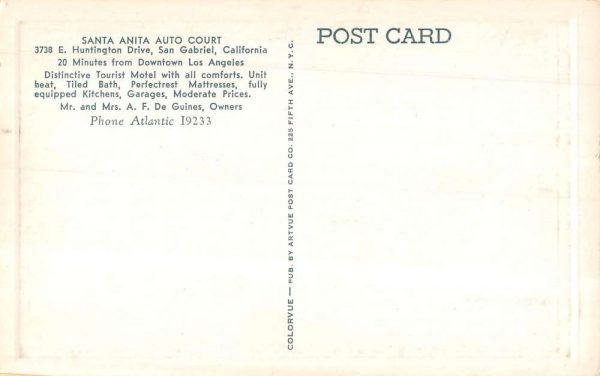 SANTA ANITA AUTO COURT
3738 E. Huntington Drive, San Gabriel, California
20 Minutes from Downtown Los Angeles
Distinctive Tourist Motel with all comforts. Unit
heat, Tiled Bath, Perfectrest Mattresses, fully
equipped Kitchens, Garages, Moderate Prices.
Mr. and Mrs. A. F. De Guines, Owners
Phone Atlantic 19233
COLORVUE — PUB. BY ARTVUE POST CARD CO. 225 FIFTH AVE., N.Y.C.
POST CARD